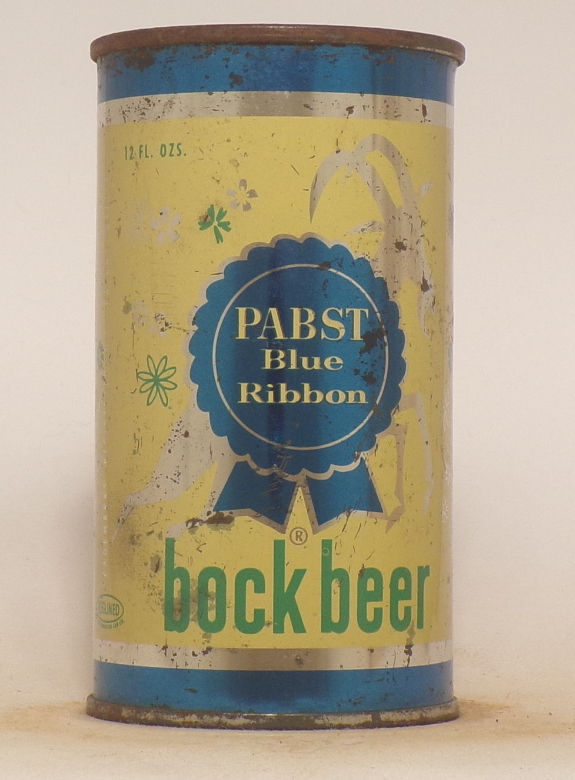 12 FL. OZS.
PABST
Blue
Ribbon
®
bock beer